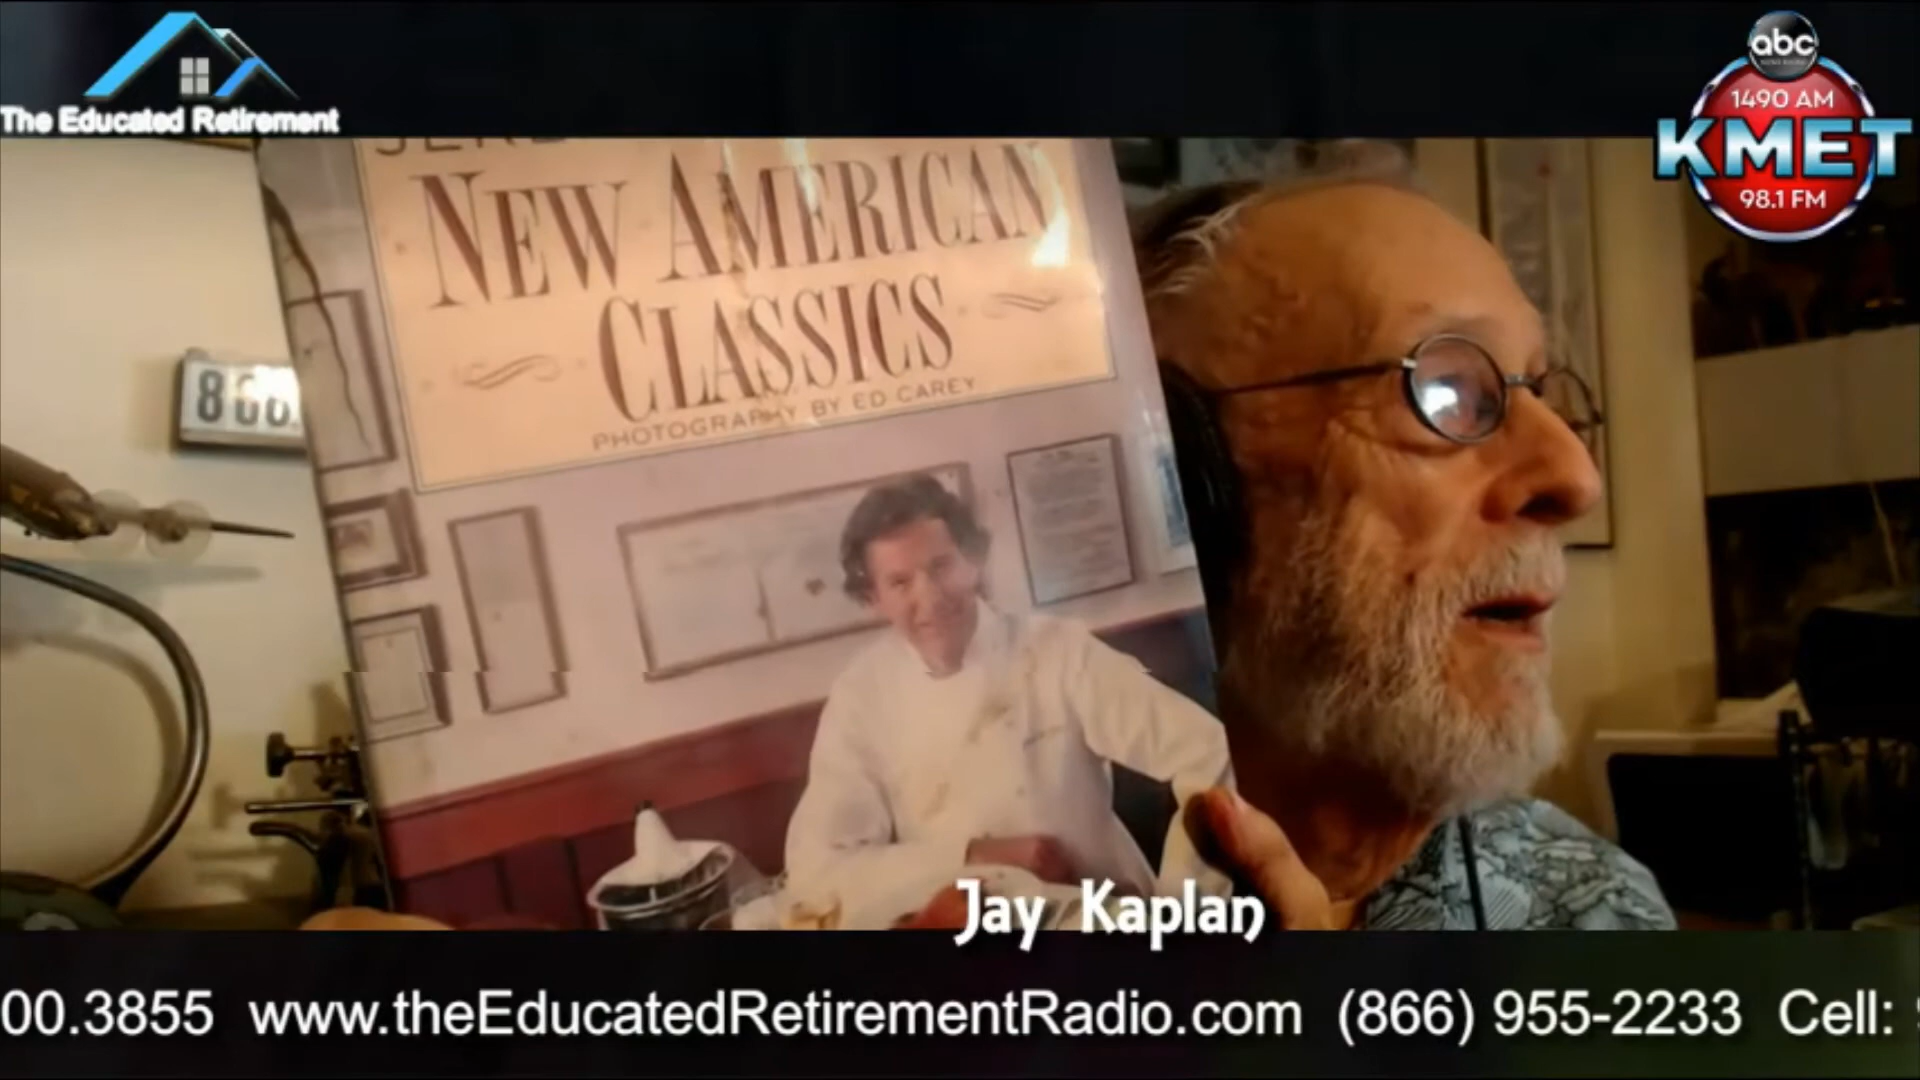 The Educated Retirement
abc
1490 AM
KMET
98.1 FM
NEW AMERICAN
CLASSICS
PHOTOGRAPHY BY ED CAREY
Jay Kaplan
00.3855 www.theEducatedRetirementRadio.com (866) 955-2233 Cell: